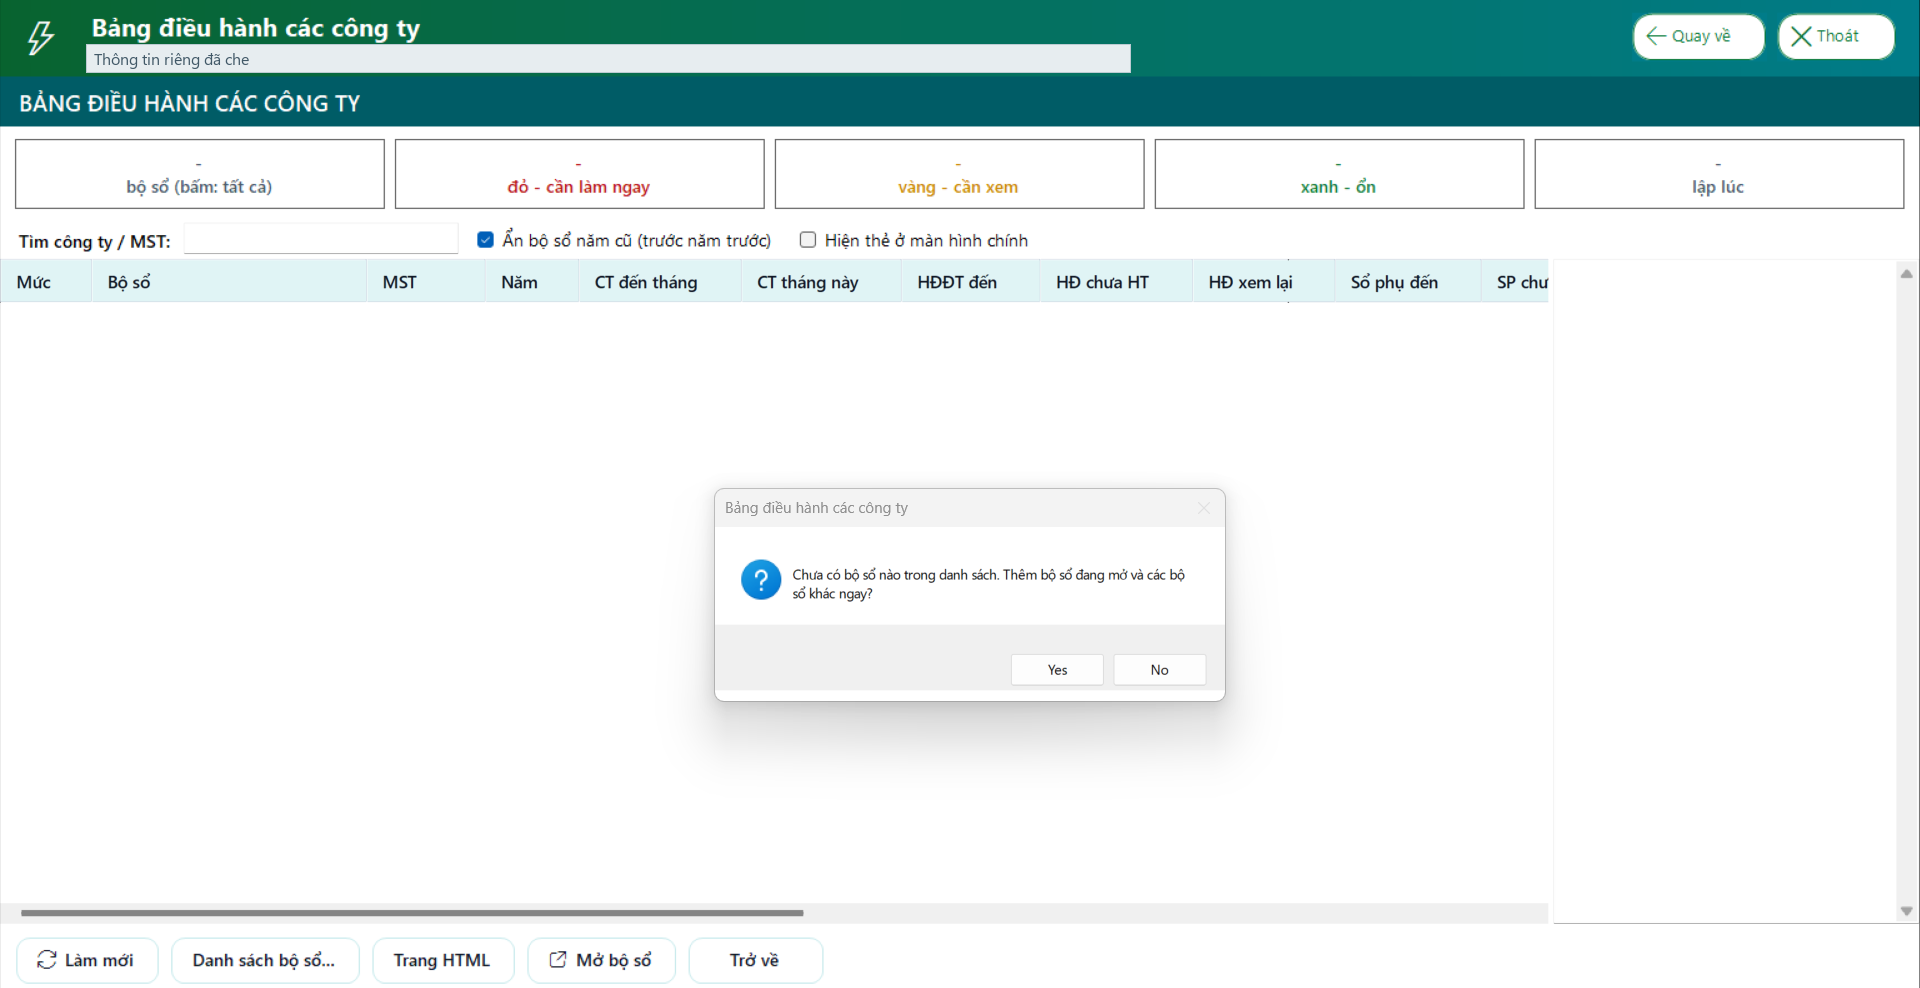 Bảng điều hành các công ty
Thông tin riêng đã che
Quay về
Thoát
BẢNG ĐIỀU HÀNH CÁC CÔNG TY
-
bộ sổ (bấm: tất cả)
-
đỏ - cần làm ngay
-
vàng - cần xem
-
xanh - ổn
-
lập lúc
Tìm công ty / MST:
Ẩn bộ sổ năm cũ (trước năm trước)
Hiện thẻ ở màn hình chính
Mức
Bộ sổ
MST
Năm
CT đến tháng
CT tháng này
HĐĐT đến
HĐ chưa HT
HĐ xem lại
Sổ phụ đến
SP chư
Bảng điều hành các công ty
Chưa có bộ sổ nào trong danh sách. Thêm bộ sổ đang mở và các bộ
sổ khác ngay?
Yes
No
Làm mới
Danh sách bộ sổ...
Trang HTML
Mở bộ sổ
Trở về